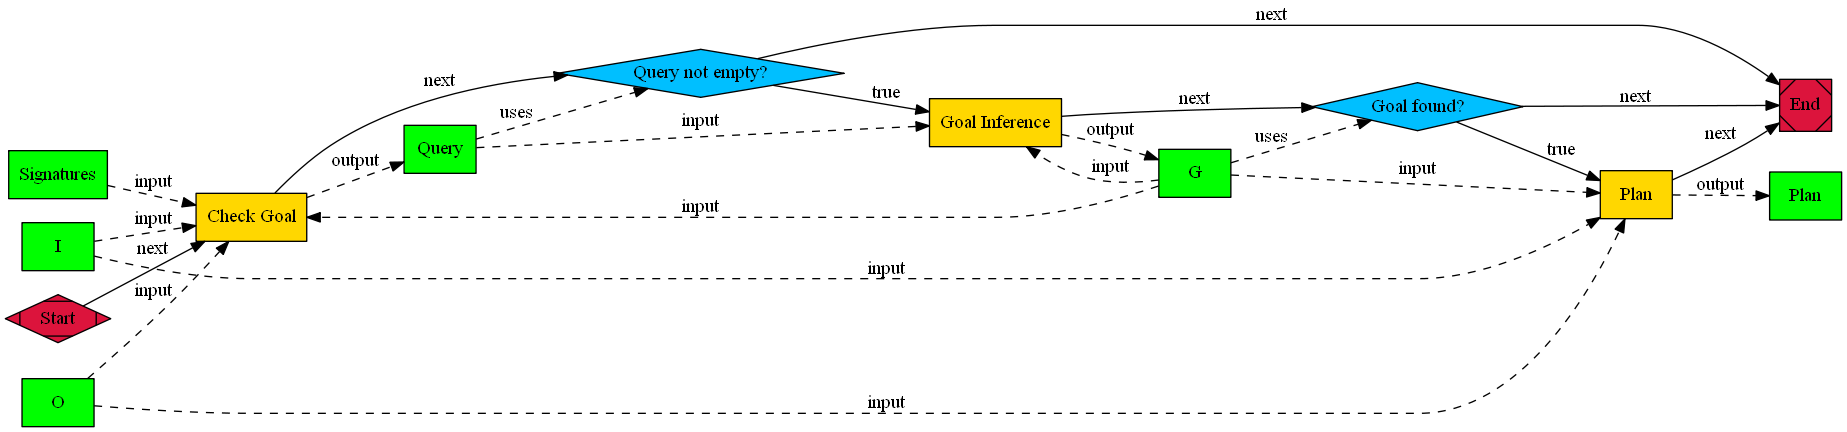 next
Query not empty?
next
true
uses
Goal Inference
next
Goal found?
next
End
Query
input
output
uses
true
next
output
Signatures
input
input
G
input
Plan
output
Plan
input
Check Goal
input
I
next
input
input
Start
O
input